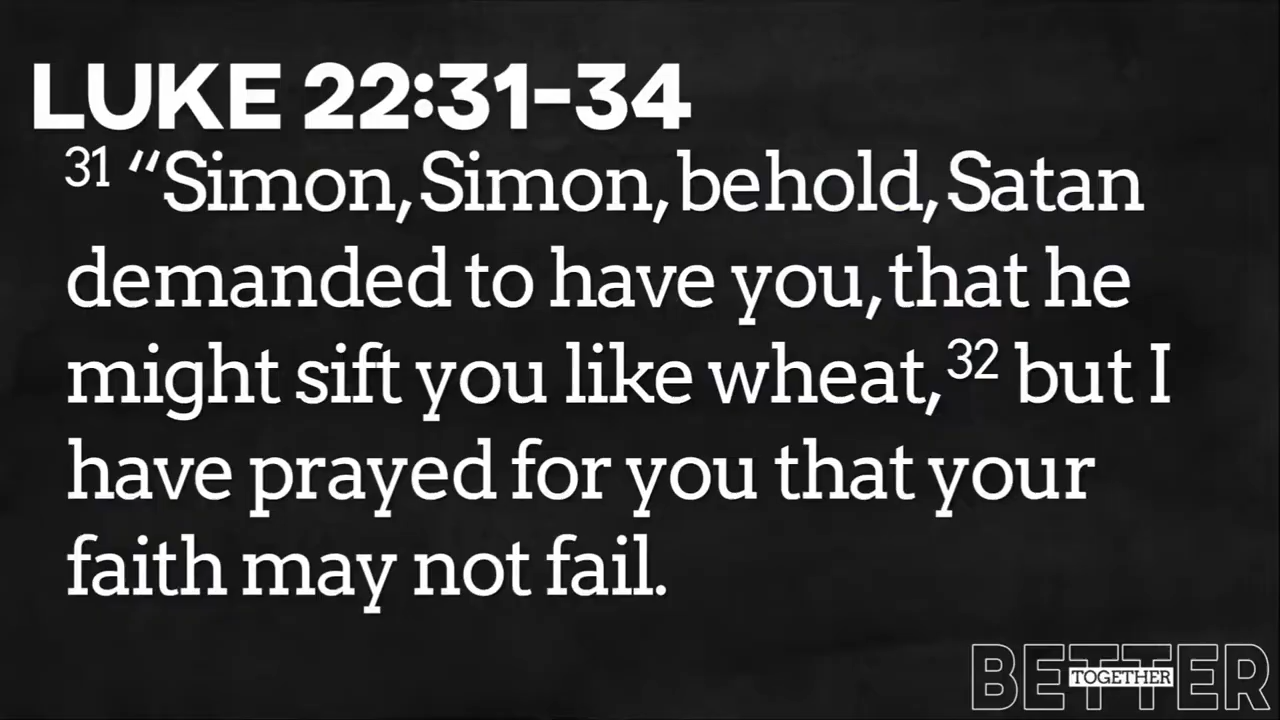 LUKE 22:31-34
31 “Simon, Simon, behold, Satan
demanded to have you, that he
might sift you like wheat, 32 but I
have prayed for you that your
faith may not fail.
BETTER
TOGETHER